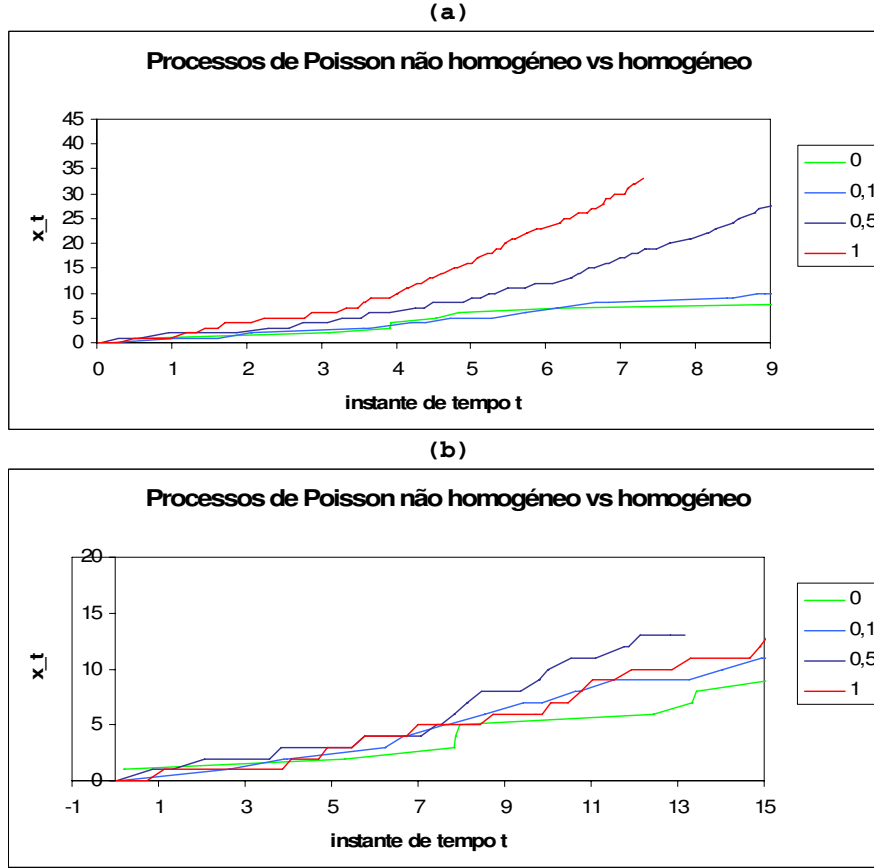 (a)
Processos de Poisson não homogéneo vs homogéneo
45
40
35
30
25
20
15
10
5
0
x_t
0 1 2 3 4 5 6 7 8 9
instante de tempo t
0
0,1
0,5
1
(b)
Processos de Poisson não homogéneo vs homogéneo
20
15
10
5
0
x_t
-1 1 3 5 7 9 11 13 15
instante de tempo t
0
0,1
0,5
1